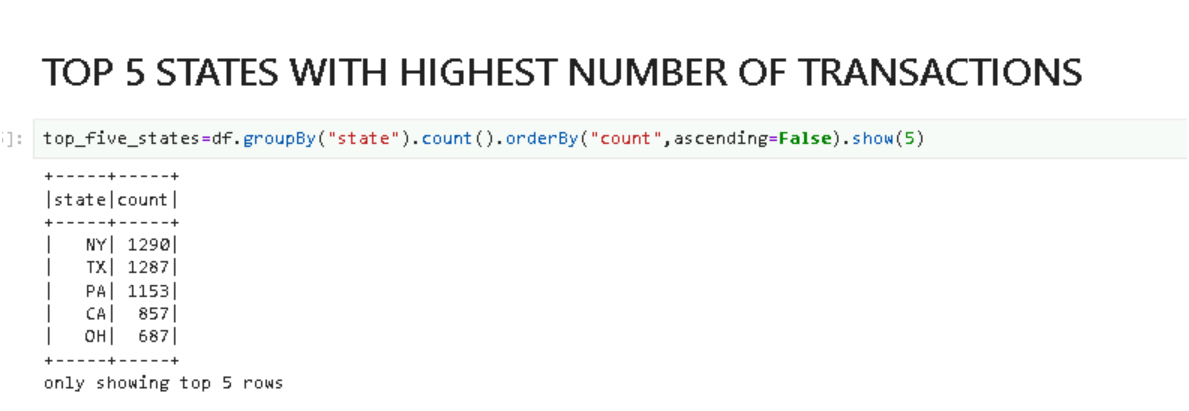 TOP 5 STATES WITH HIGHEST NUMBER OF TRANSACTIONS
]: top_five_states=df.groupBy("state").count().orderBy("count",ascending=False).show(5)
+-----+-----+
|state|count|
+-----+-----+
|   NY| 1290|
|   TX| 1287|
|   PA| 1153|
|   CA|  857|
|   OH|  687|
+-----+-----+
only showing top 5 rows